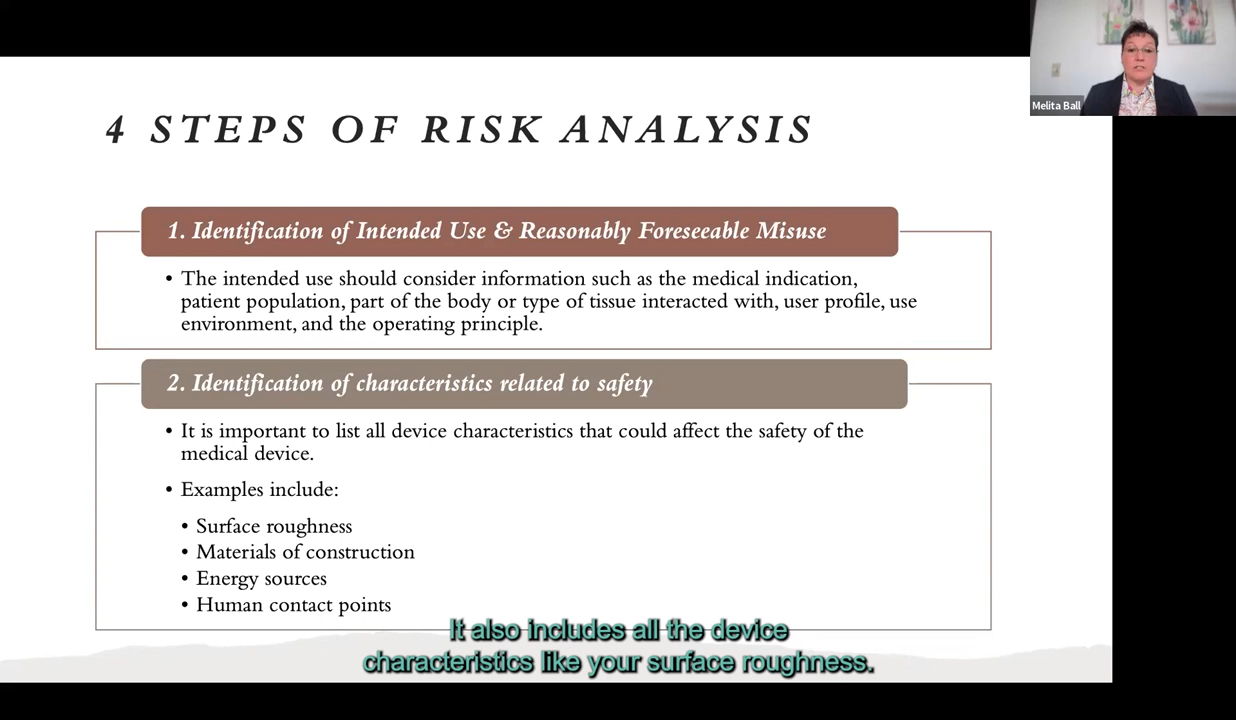 Melita Ball
4 STEPS OF RISK ANALYSIS
1. Identification of Intended Use & Reasonably Foreseeable Misuse
• The intended use should consider information such as the medical indication,
patient population, part of the body or type of tissue interacted with, user profile, use
environment, and the operating principle.
2. Identification of characteristics related to safety
• It is important to list all device characteristics that could affect the safety of the
medical device.
• Examples include:
• Surface roughness
• Materials of construction
• Energy sources
• Human contact points
It also includes all the device
characteristics like your surface roughness.